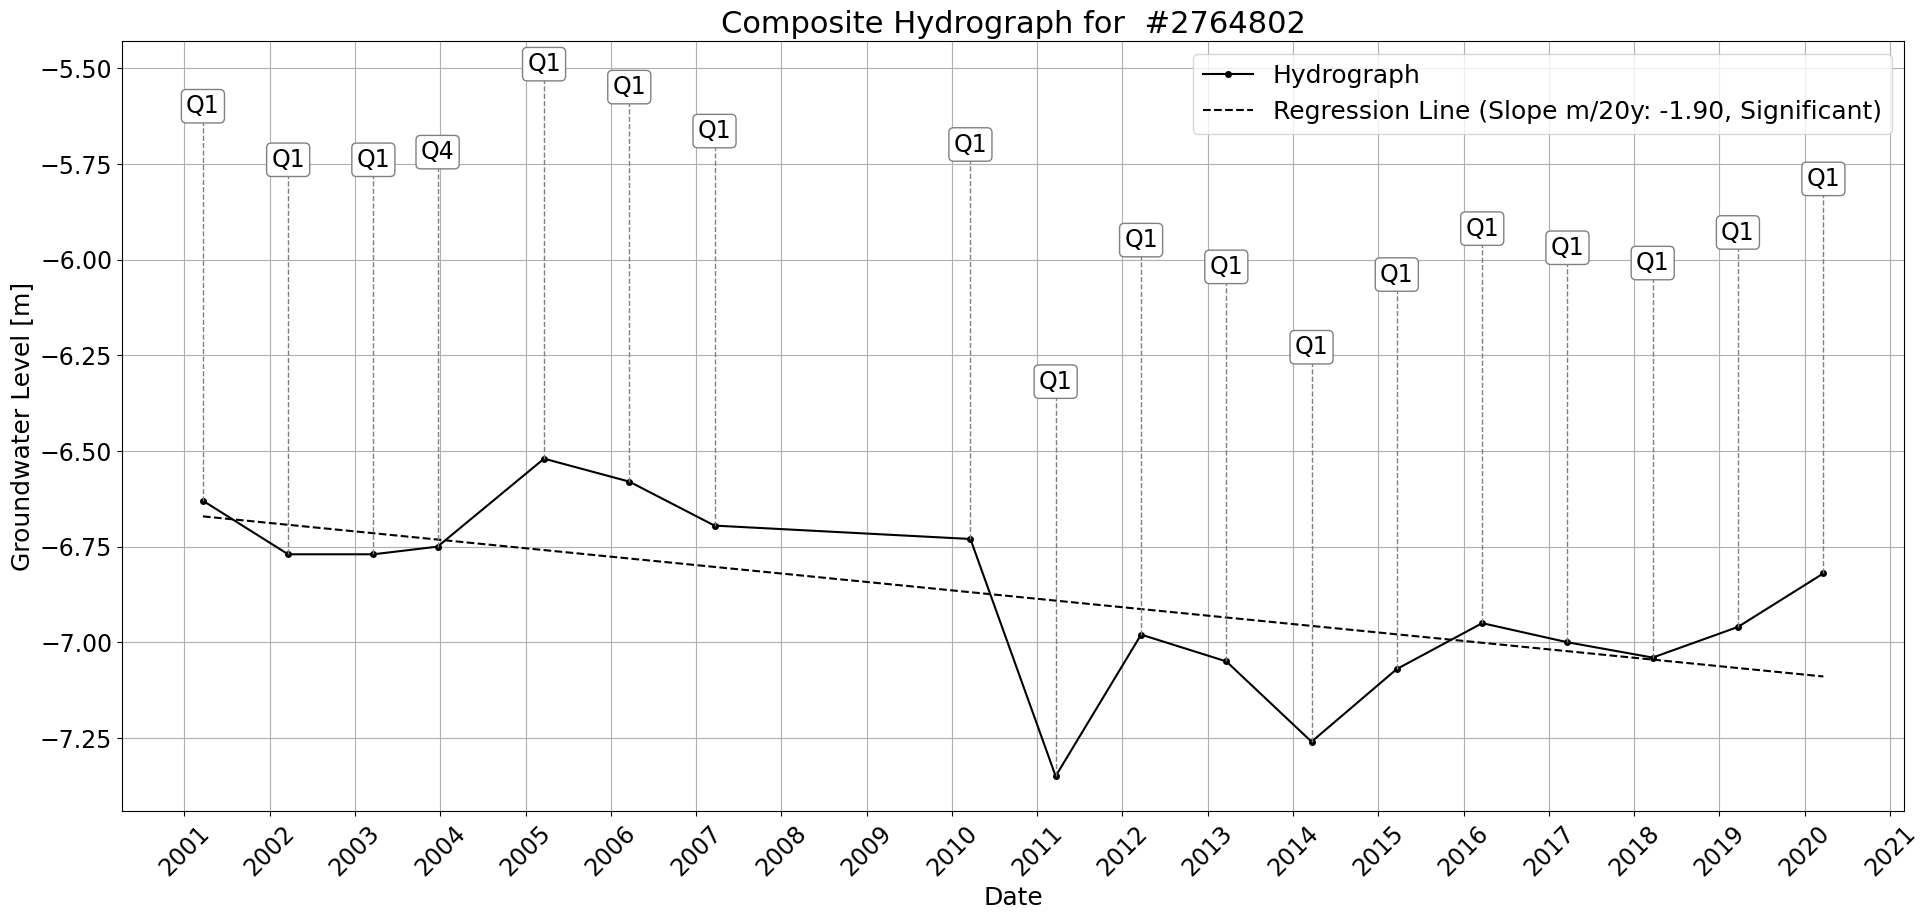 Composite Hydrograph for #2764802
Hydrograph
Regression Line (Slope m/20y: -1.90, Significant)
Groundwater Level [m]
−5.50
−5.75
−6.00
−6.25
−6.50
−6.75
−7.00
−7.25
Q1
Q1
Q1
Q4
Q1
Q1
Q1
Q1
Q1
Q1
Q1
Q1
Q1
Q1
Q1
Q1
Q1
Q1
2001
2002
2003
2004
2005
2006
2007
2008
2009
2010
2011
2012
2013
2014
2015
2016
2017
2018
2019
2020
2021
Date